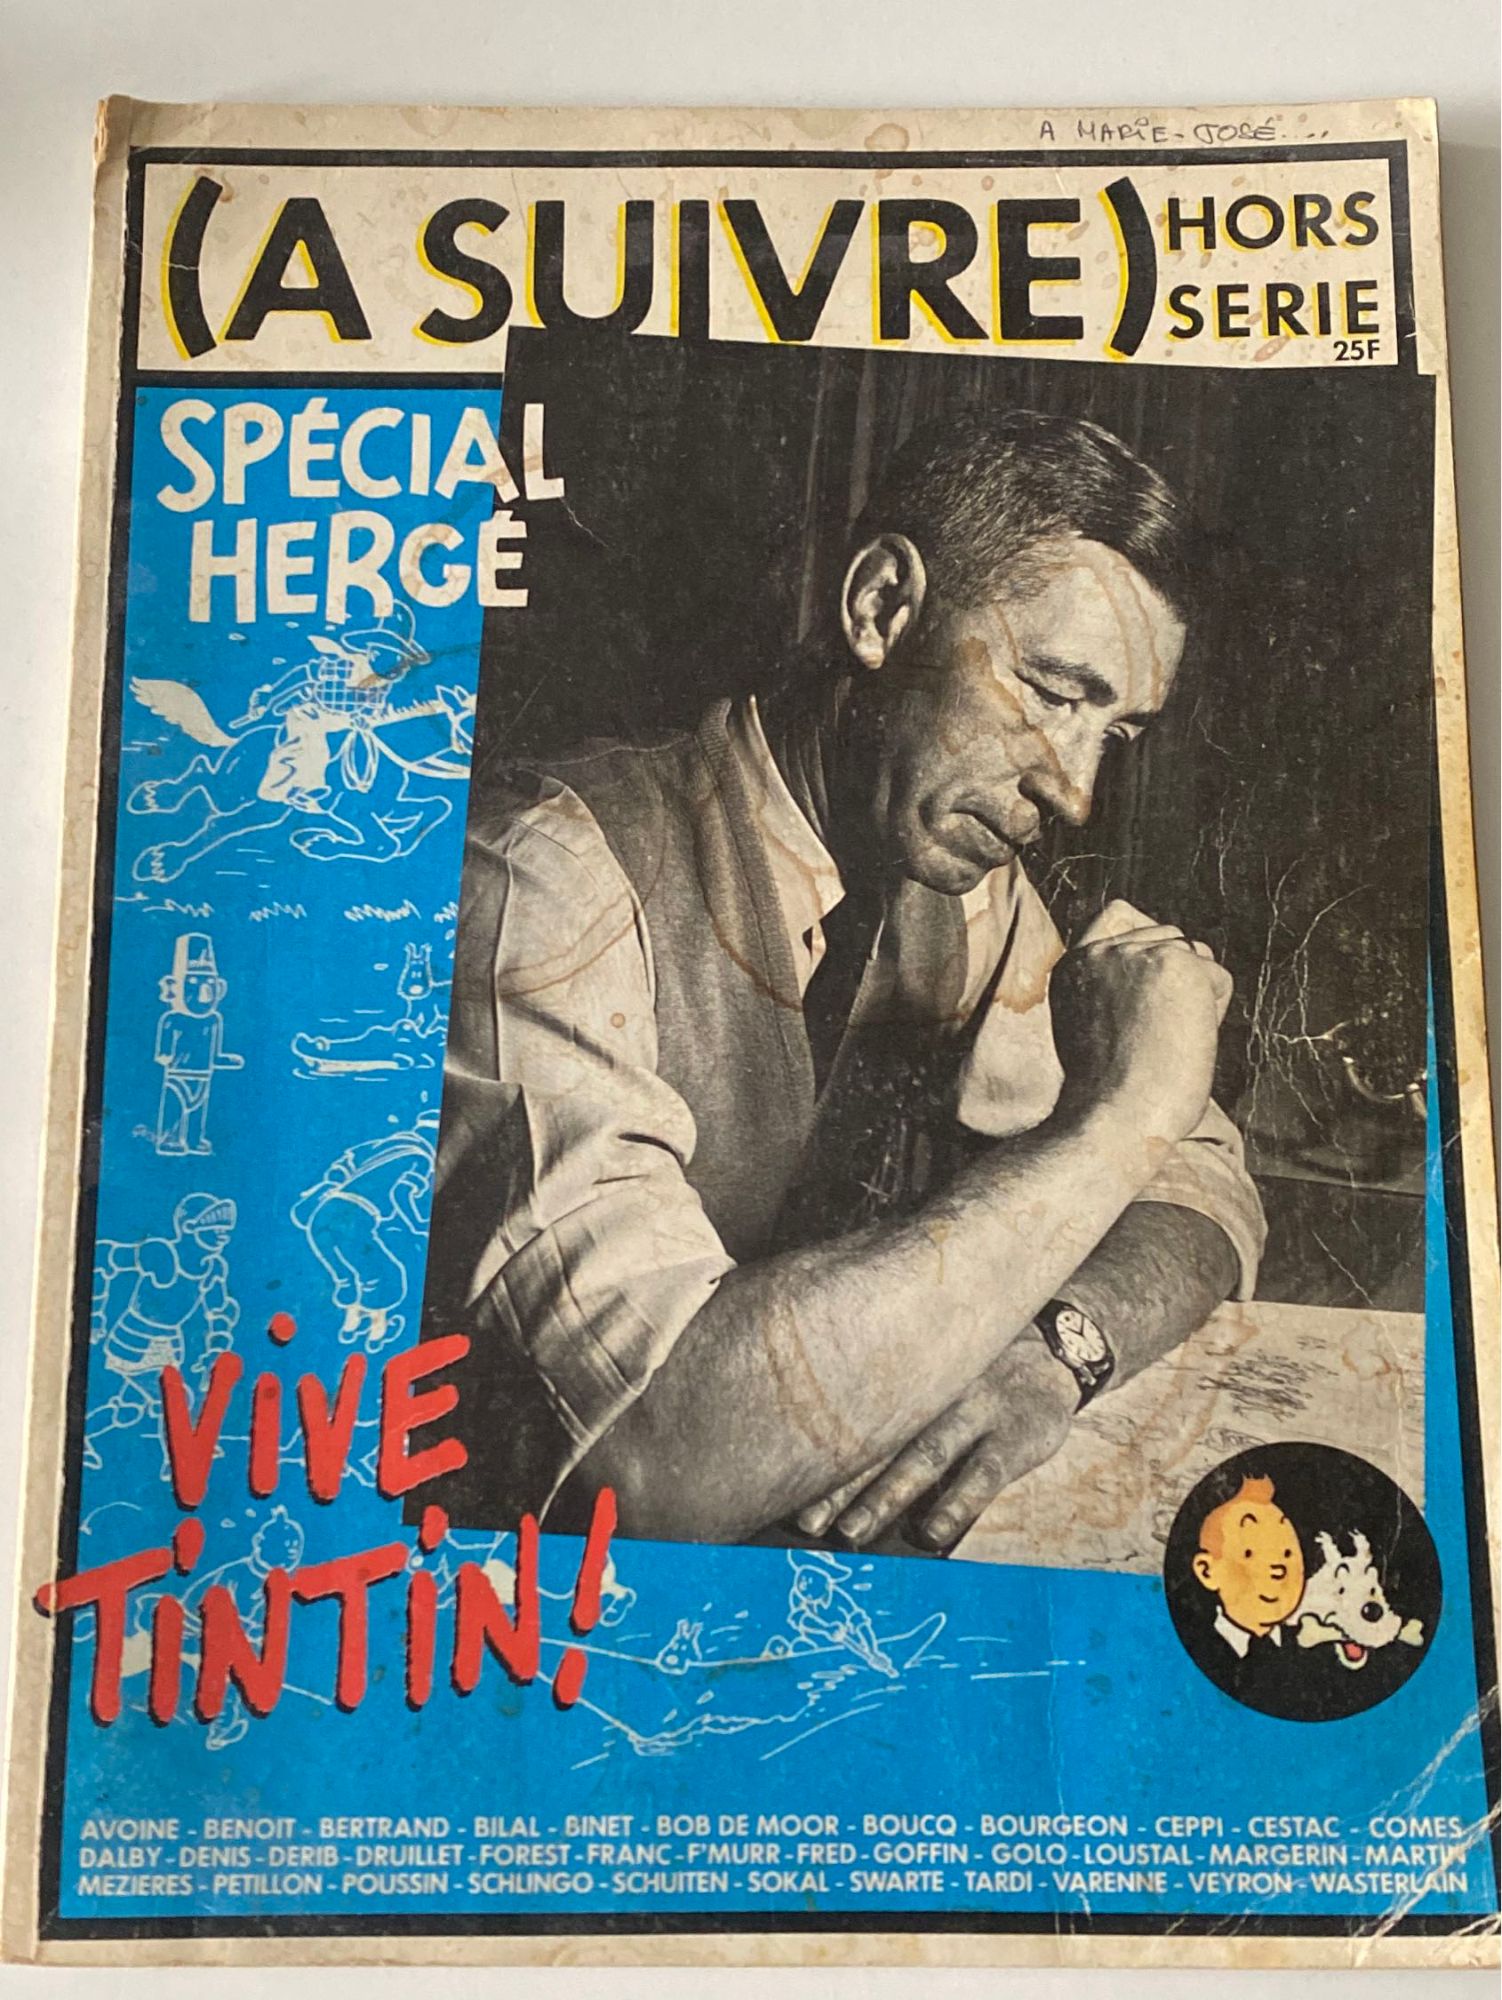 A MARIE-JOSÉ.....
(A SUIVRE)
HORS
SERIE
25F
SPÉCIAL
HERGÉ
ViVE
TiNTiN!
AVOINE - BENOIT - BERTRAND - BILAL - BINET - BOB DE MOOR - BOUCQ - BOURGEON - CEPPI - CESTAC - COMES
DALBY - DENIS - DERIB - DRUILLET - FOREST - FRANC - F'MURR - FRED - GOFFIN - GOLO - LOUSTAL - MARGERIN - MARTIN
MEZIERES - PETILLON - POUSSIN - SCHLINGO - SCHUITEN - SOKAL - SWARTE - TARDI - VARENNE - VEYRON - WASTERLAIN